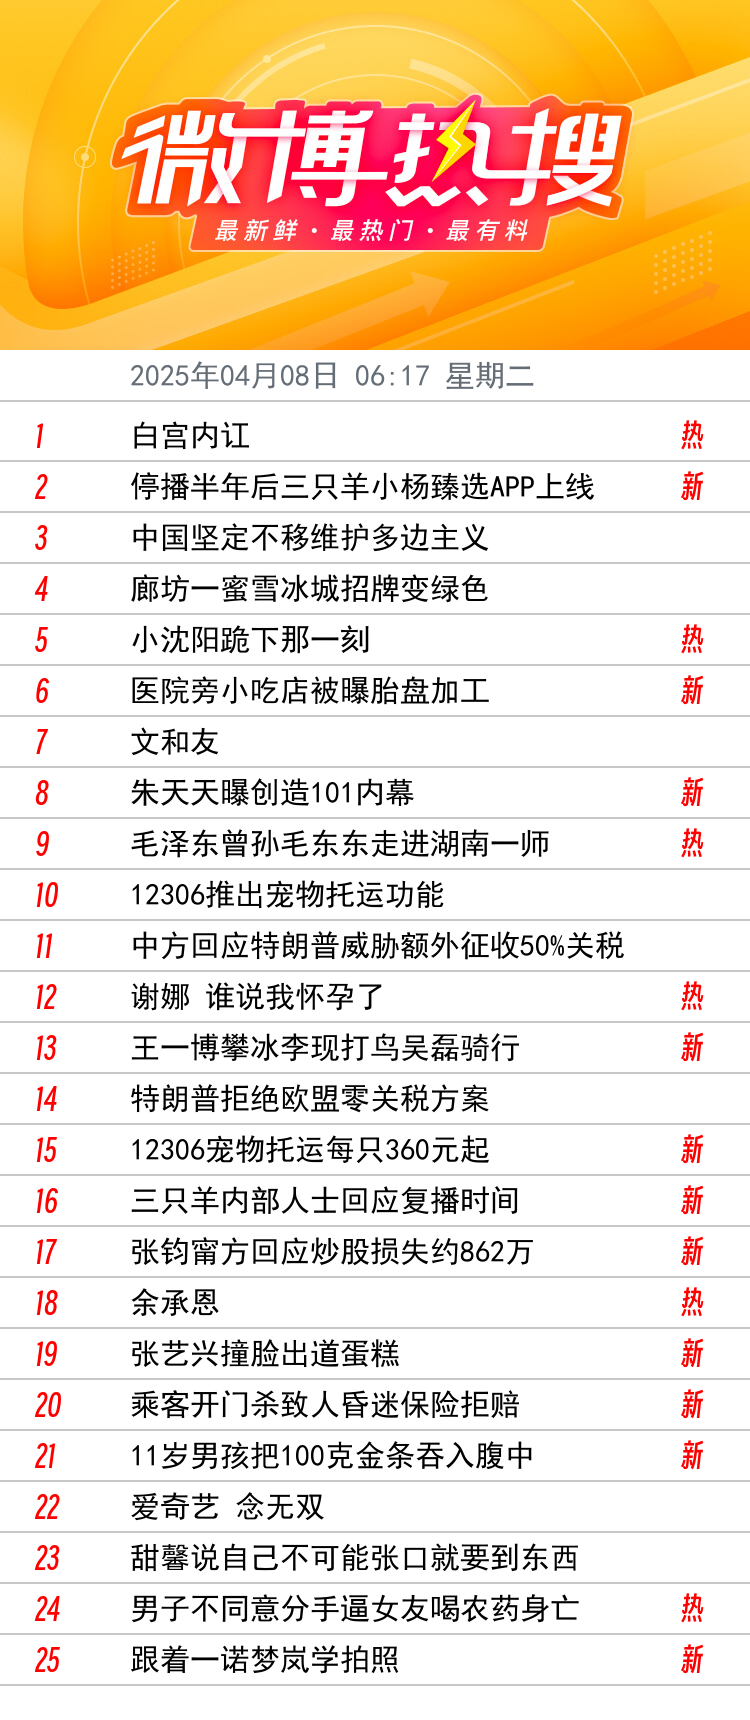 微博热搜
最新鲜·最热门·最有料
2025年04月08日 06:17 星期二
1 白宫内讧 热
2 停播半年后三只羊小杨臻选APP上线 新
3 中国坚定不移维护多边主义
4 廊坊一蜜雪冰城招牌变绿色
5 小沈阳跪下那一刻 热
6 医院旁小吃店被曝胎盘加工 新
7 文和友
8 朱天天曝创造101内幕 新
9 毛泽东曾孙毛东东走进湖南一师 热
10 12306推出宠物托运功能
11 中方回应特朗普威胁额外征收50%关税
12 谢娜 谁说我怀孕了 热
13 王一博攀冰李现打鸟吴磊骑行 新
14 特朗普拒绝欧盟零关税方案
15 12306宠物托运每只360元起 新
16 三只羊内部人士回应复播时间 新
17 张钧甯方回应炒股损失约862万 新
18 余承恩 热
19 张艺兴撞脸出道蛋糕 新
20 乘客开门杀致人昏迷保险拒赔 新
21 11岁男孩把100克金条吞入腹中 新
22 爱奇艺 念无双
23 甜馨说自己不可能张口就要到东西
24 男子不同意分手逼女友喝农药身亡 热
25 跟着一诺梦岚学拍照 新